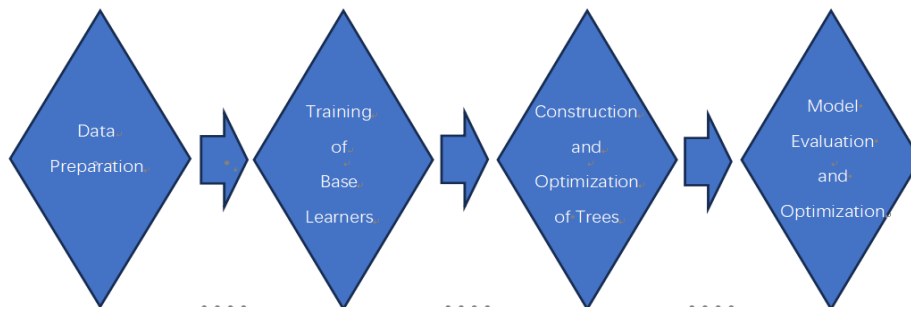 Data
Preparation
Training
of
Base
Learners
Construction
and
Optimization
of Trees
Model
Evaluation
and
Optimization